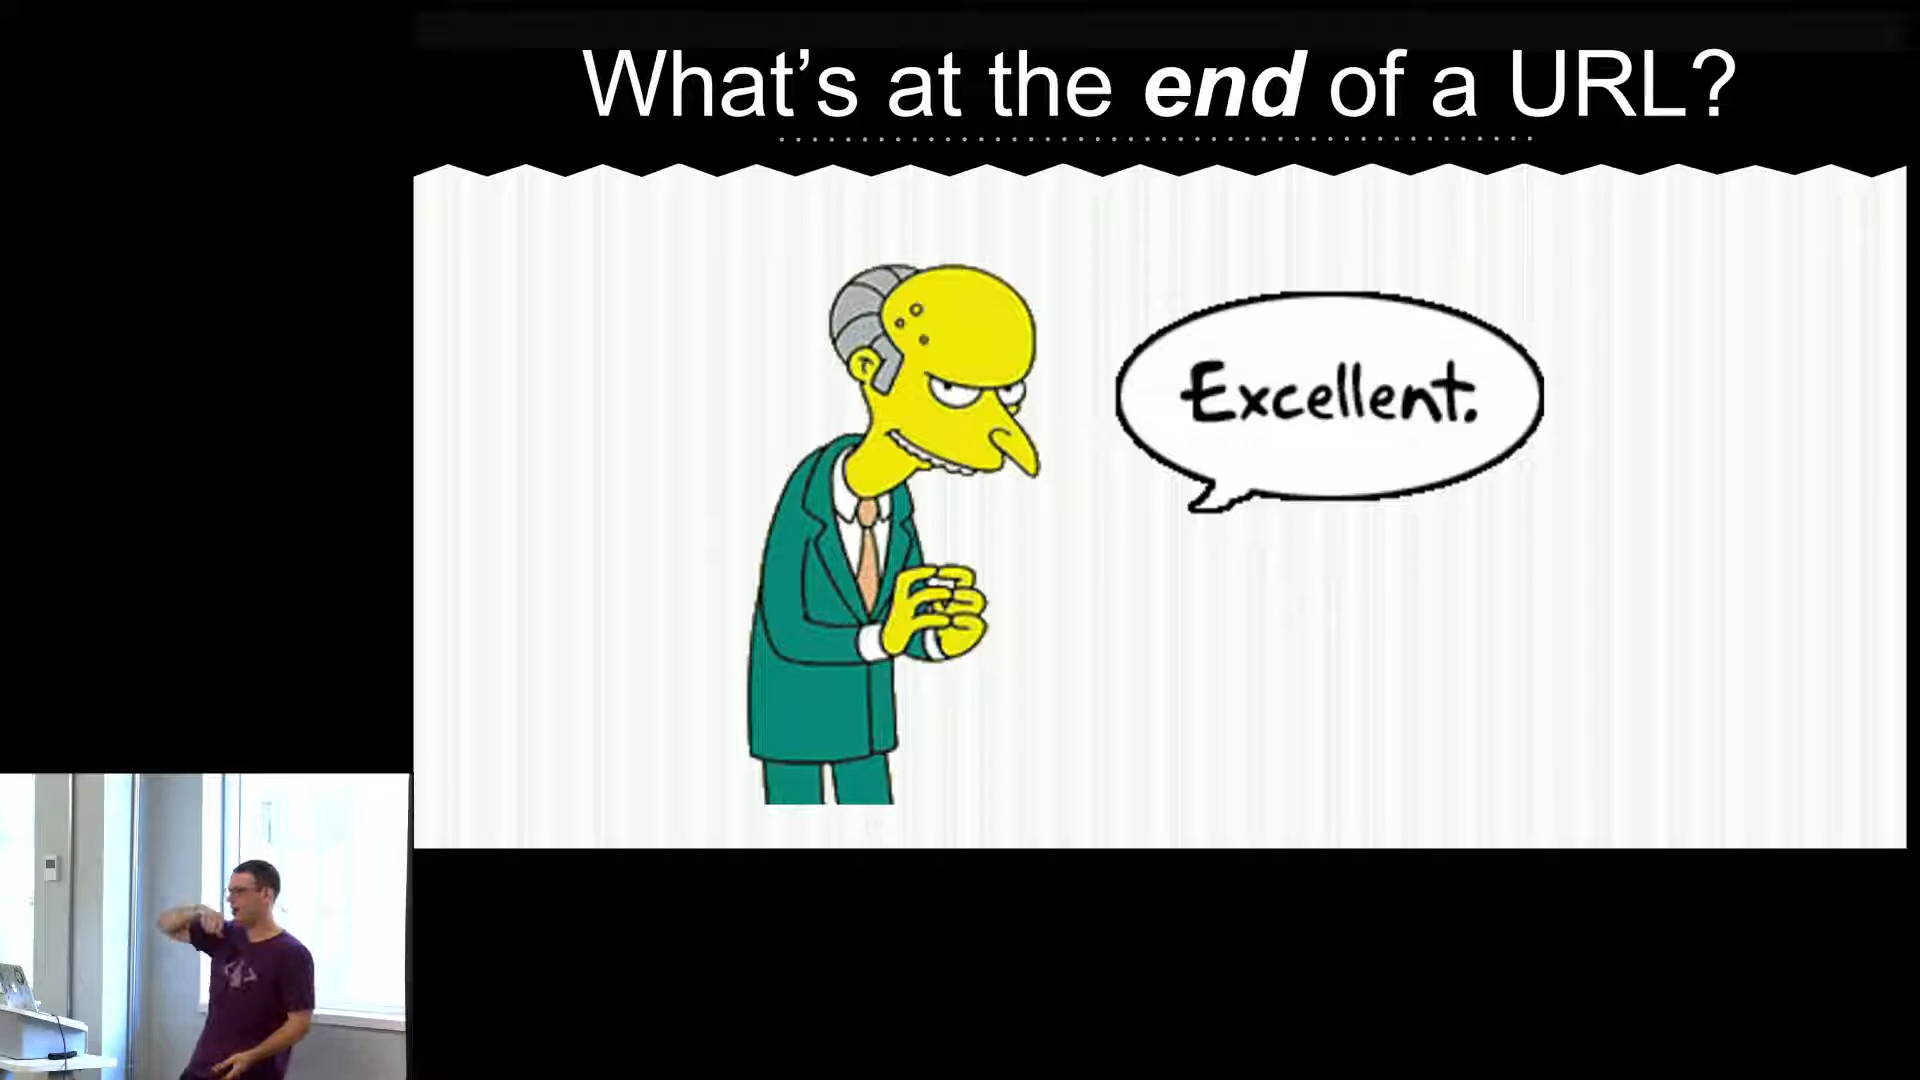 What’s at the end of a URL?
Excellent.